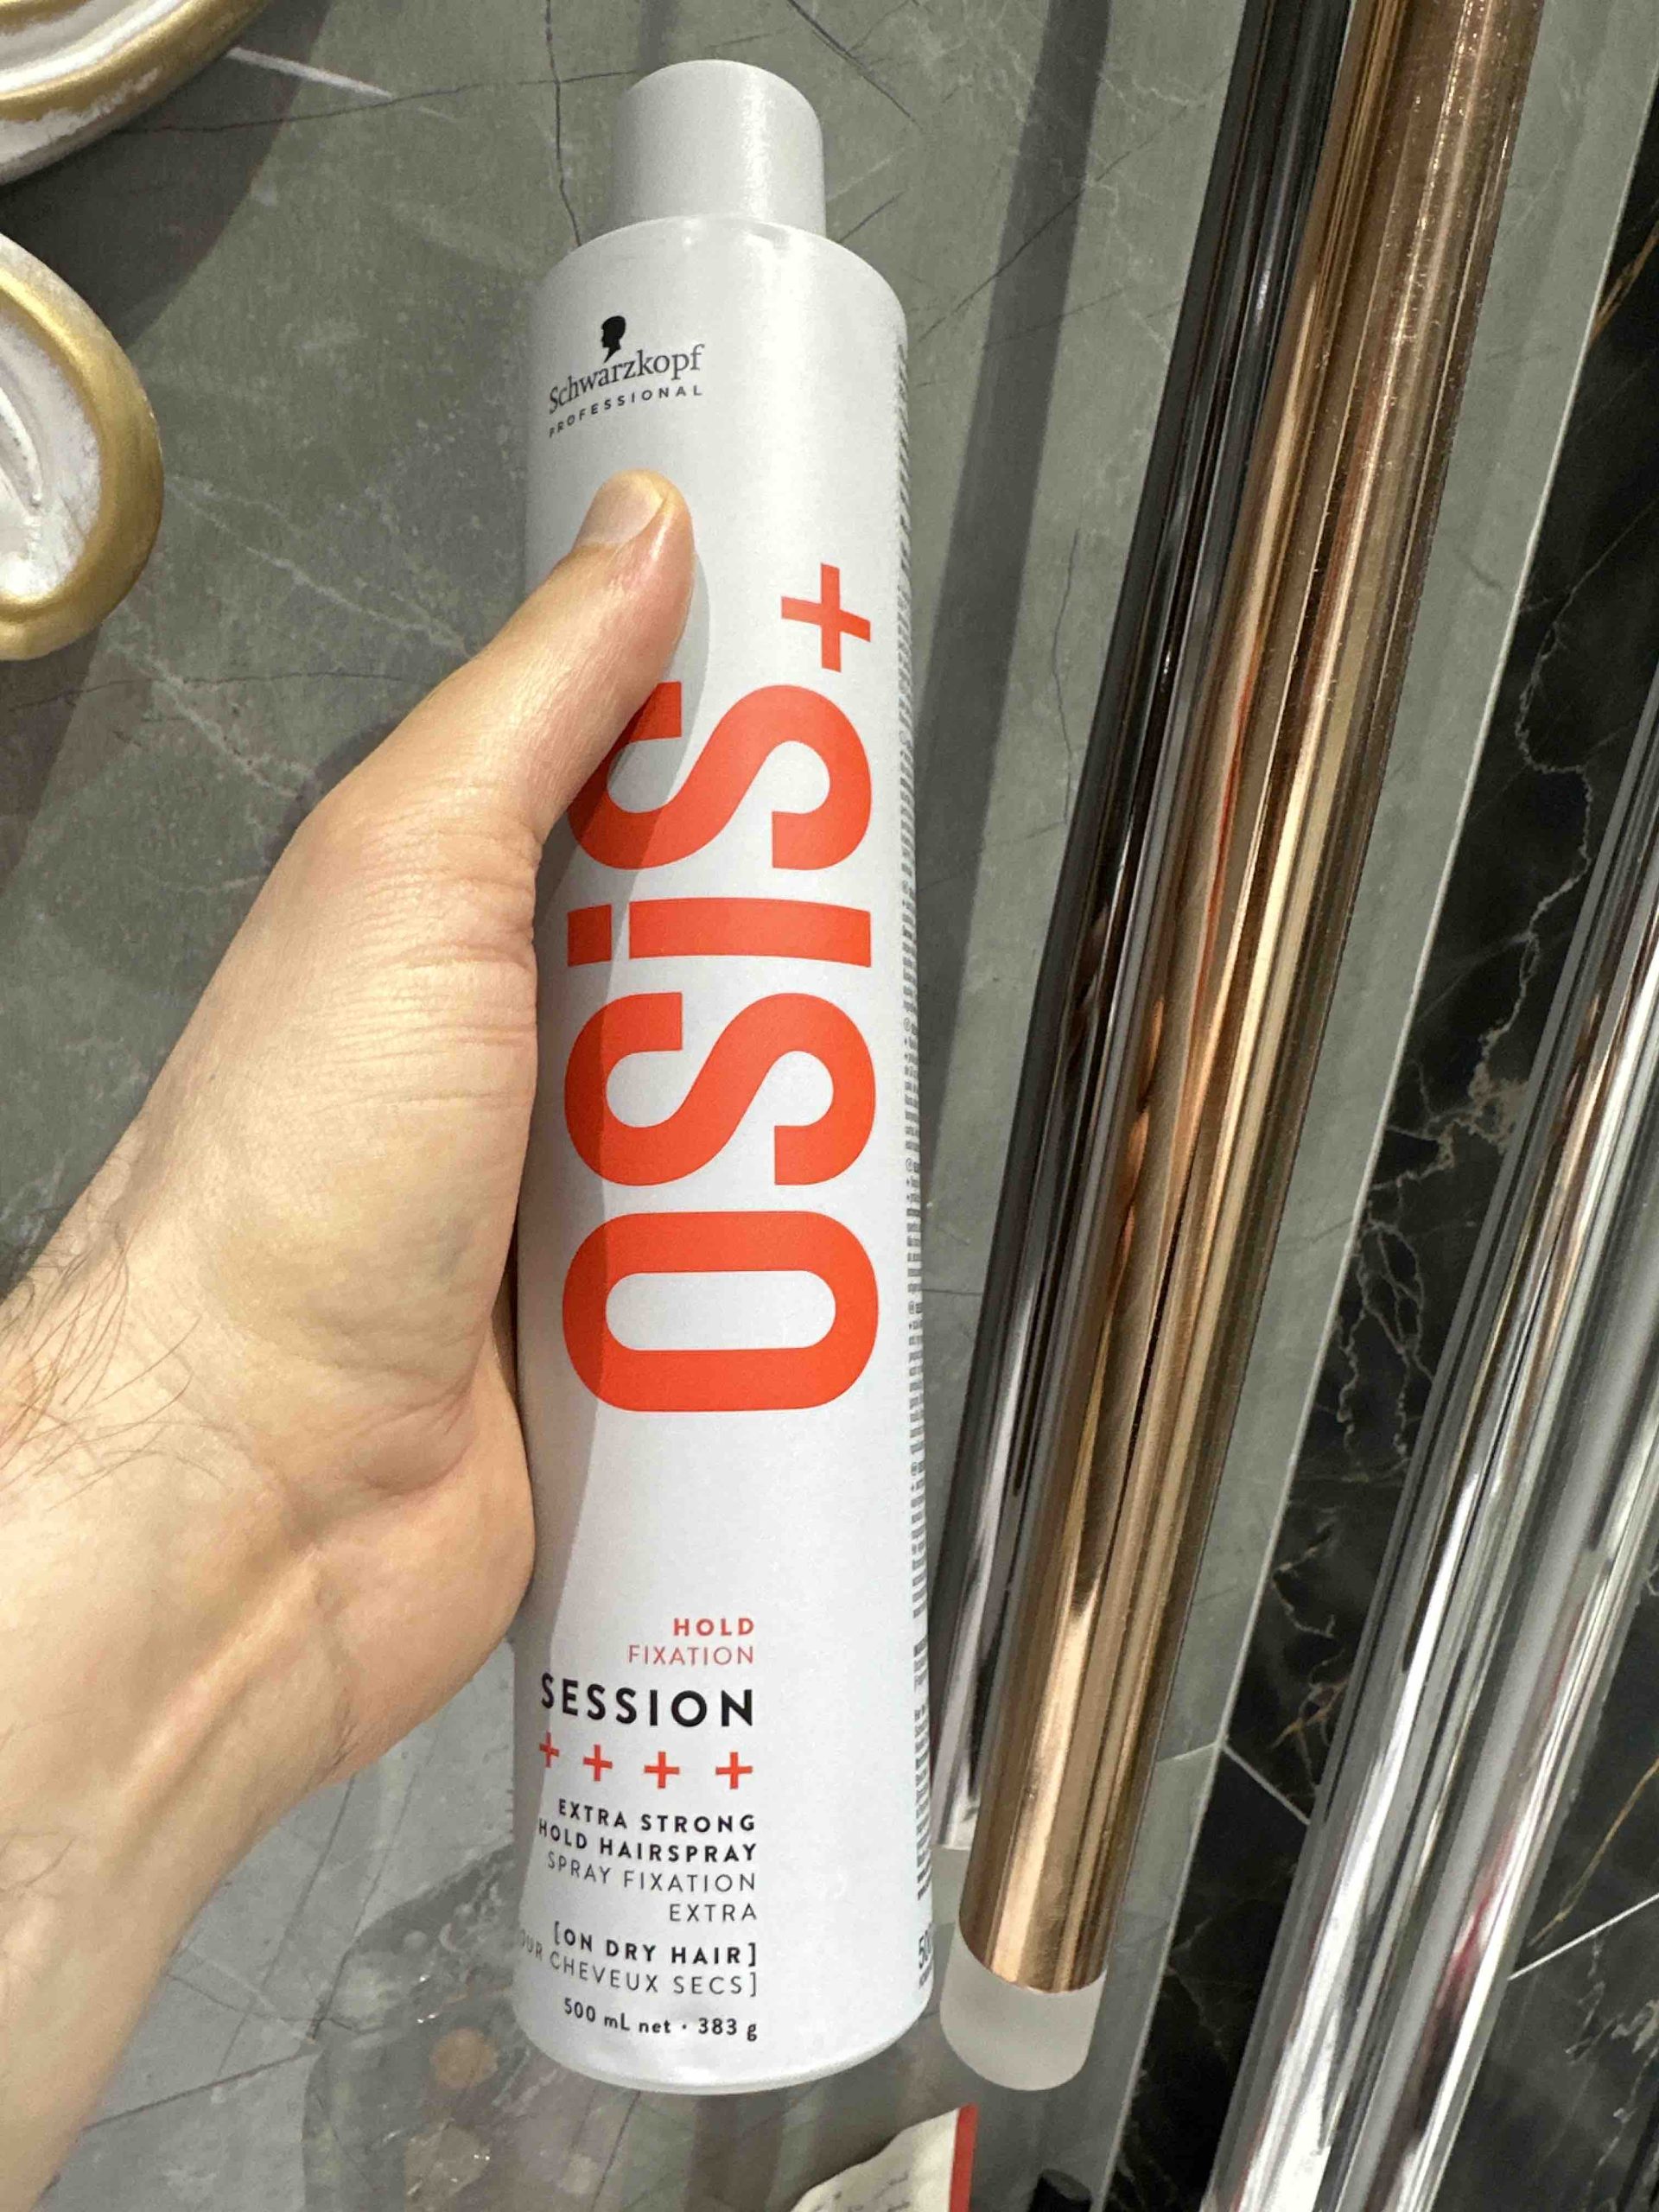 Schwarzkopf
PROFESSIONAL
OSiS+
HOLD
FIXATION
SESSION
++++
EXTRA STRONG
HOLD HAIRSPRAY
SPRAY FIXATION
EXTRA
[ON DRY HAIR]
CHEVEUX SECS]
500 mL net · 383 g